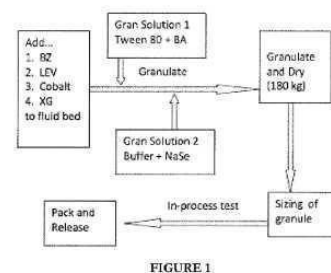 Add...
1. BZ
2. LEV
3. Cobalt
4. XG
to fluid bed
Gran Solution 1
Tween 80 + BA
Granulate
Gran Solution 2
Buffer + NaSe
Granulate
and Dry
(180 kg)
Sizing of
granule
In-process test
Pack and
Release
FIGURE 1